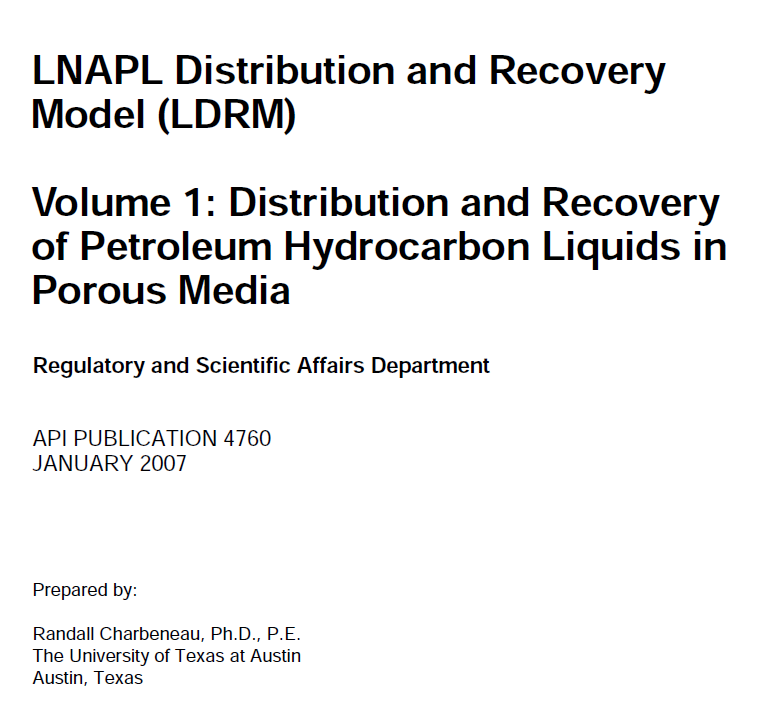 LNAPL Distribution and Recovery
Model (LDRM)
Volume 1: Distribution and Recovery
of Petroleum Hydrocarbon Liquids in
Porous Media
Regulatory and Scientific Affairs Department
API PUBLICATION 4760
JANUARY 2007
Prepared by:
Randall Charbeneau, Ph.D., P.E.
The University of Texas at Austin
Austin, Texas